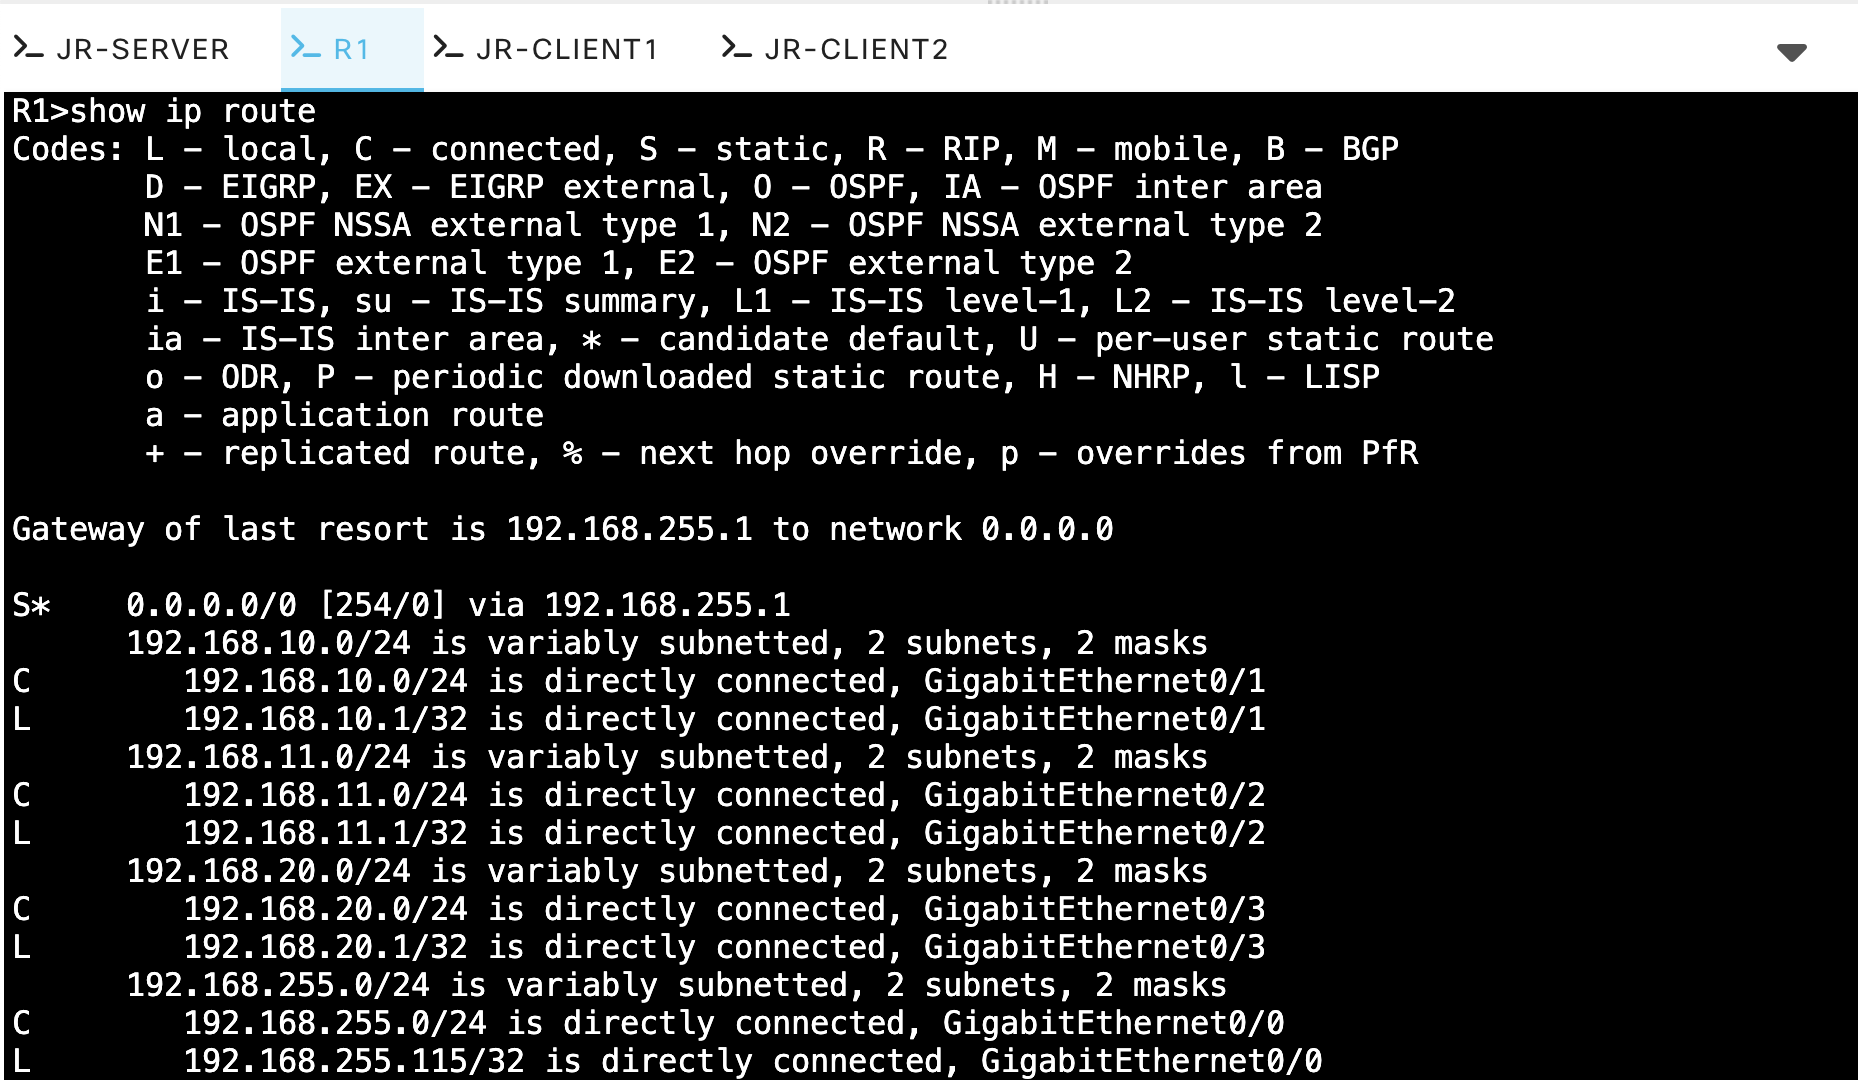 JR-SERVER R1 JR-CLIENT1 JR-CLIENT2
R1>show ip route
Codes: L - local, C - connected, S - static, R - RIP, M - mobile, B - BGP
       D - EIGRP, EX - EIGRP external, O - OSPF, IA - OSPF inter area
       N1 - OSPF NSSA external type 1, N2 - OSPF NSSA external type 2
       E1 - OSPF external type 1, E2 - OSPF external type 2
       i - IS-IS, su - IS-IS summary, L1 - IS-IS level-1, L2 - IS-IS level-2
       ia - IS-IS inter area, * - candidate default, U - per-user static route
       o - ODR, P - periodic downloaded static route, H - NHRP, l - LISP
       a - application route
       + - replicated route, % - next hop override, p - overrides from PfR

Gateway of last resort is 192.168.255.1 to network 0.0.0.0

S*    0.0.0.0/0 [254/0] via 192.168.255.1
      192.168.10.0/24 is variably subnetted, 2 subnets, 2 masks
C        192.168.10.0/24 is directly connected, GigabitEthernet0/1
L        192.168.10.1/32 is directly connected, GigabitEthernet0/1
      192.168.11.0/24 is variably subnetted, 2 subnets, 2 masks
C        192.168.11.0/24 is directly connected, GigabitEthernet0/2
L        192.168.11.1/32 is directly connected, GigabitEthernet0/2
      192.168.20.0/24 is variably subnetted, 2 subnets, 2 masks
C        192.168.20.0/24 is directly connected, GigabitEthernet0/3
L        192.168.20.1/32 is directly connected, GigabitEthernet0/3
      192.168.255.0/24 is variably subnetted, 2 subnets, 2 masks
C        192.168.255.0/24 is directly connected, GigabitEthernet0/0
L        192.168.255.115/32 is directly connected, GigabitEthernet0/0